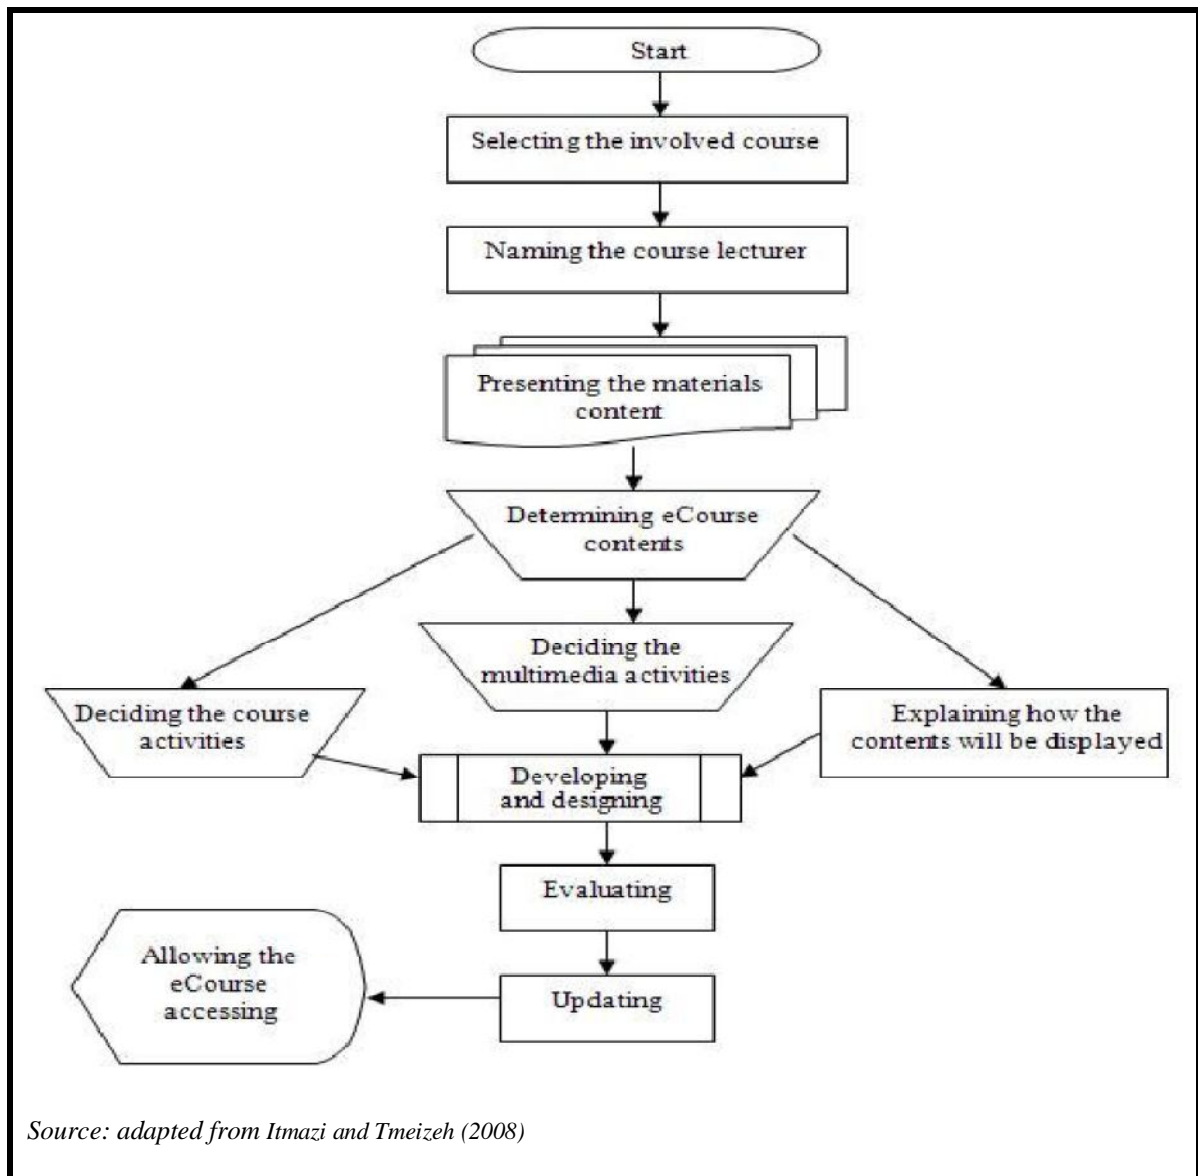 Start
Selecting the involved course
Naming the course lecturer
Presenting the materials
content
Determining eCourse
contents
Deciding the
multimedia activities
Deciding the course
activities
Explaining how the
contents will be displayed
Developing
and designing
Evaluating
Allowing the
eCourse
accessing
Updating
Source: adapted from Itmazi and Tmeizeh (2008)